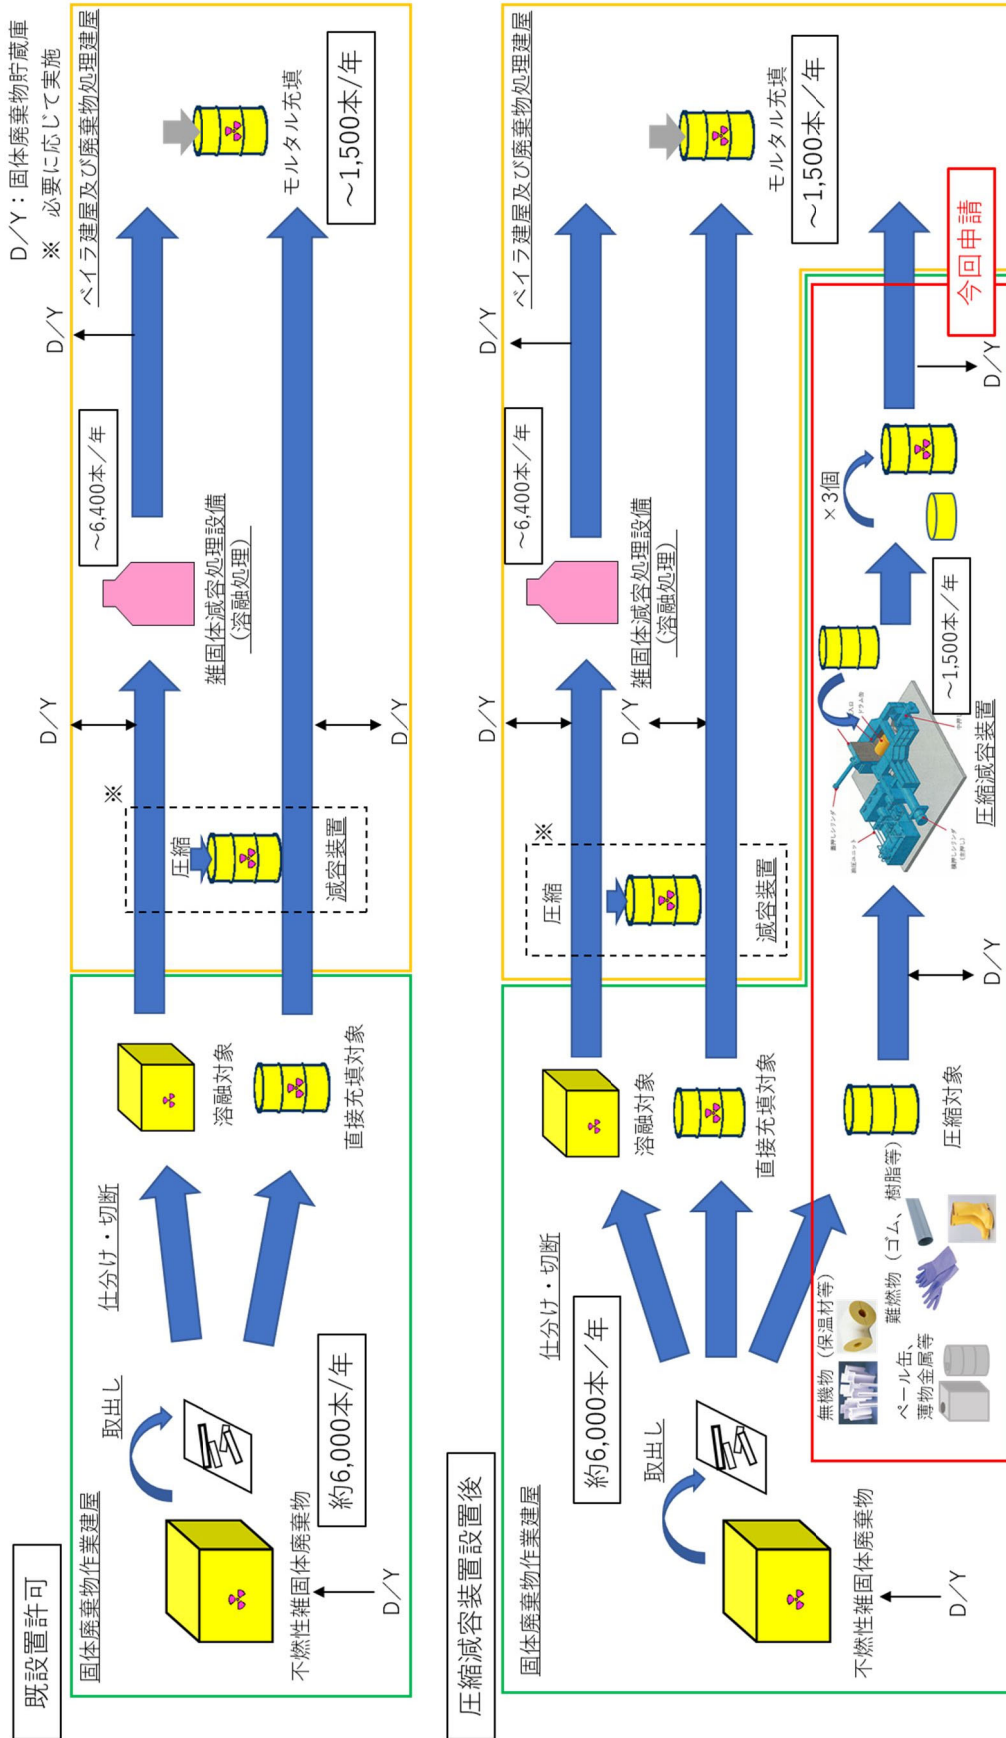 D/Y：固体廃棄物貯蔵庫
※ 必要に応じて実施
既設置許可
固体廃棄物作業建屋
取出し
不燃性雑固体廃棄物
D/Y
約6,000本/年
仕分け・切断
溶融対象
直接充填対象
ベイラ建屋及び廃棄物処理建屋
※
圧縮
減容装置
D/Y
D/Y
雑固体減容処理設備
（溶融処理）
～6,400本／年
D/Y
モルタル充填
～1,500本/年
圧縮減容装置設置後
固体廃棄物作業建屋
取出し
不燃性雑固体廃棄物
D/Y
約6,000本／年
仕分け・切断
溶融対象
直接充填対象
圧縮対象
無機物（保温材等）
難燃物（ゴム、樹脂等）
ペール缶、
薄物金属等
ベイラ建屋及び廃棄物処理建屋
※
圧縮
減容装置
D/Y
D/Y
雑固体減容処理設備
（溶融処理）
～6,400本／年
D/Y
モルタル充填
～1,500本／年
D/Y
油圧ユニット
ドラム缶
圧縮減容装置
～1,500本／年
×3個
D/Y
今回申請